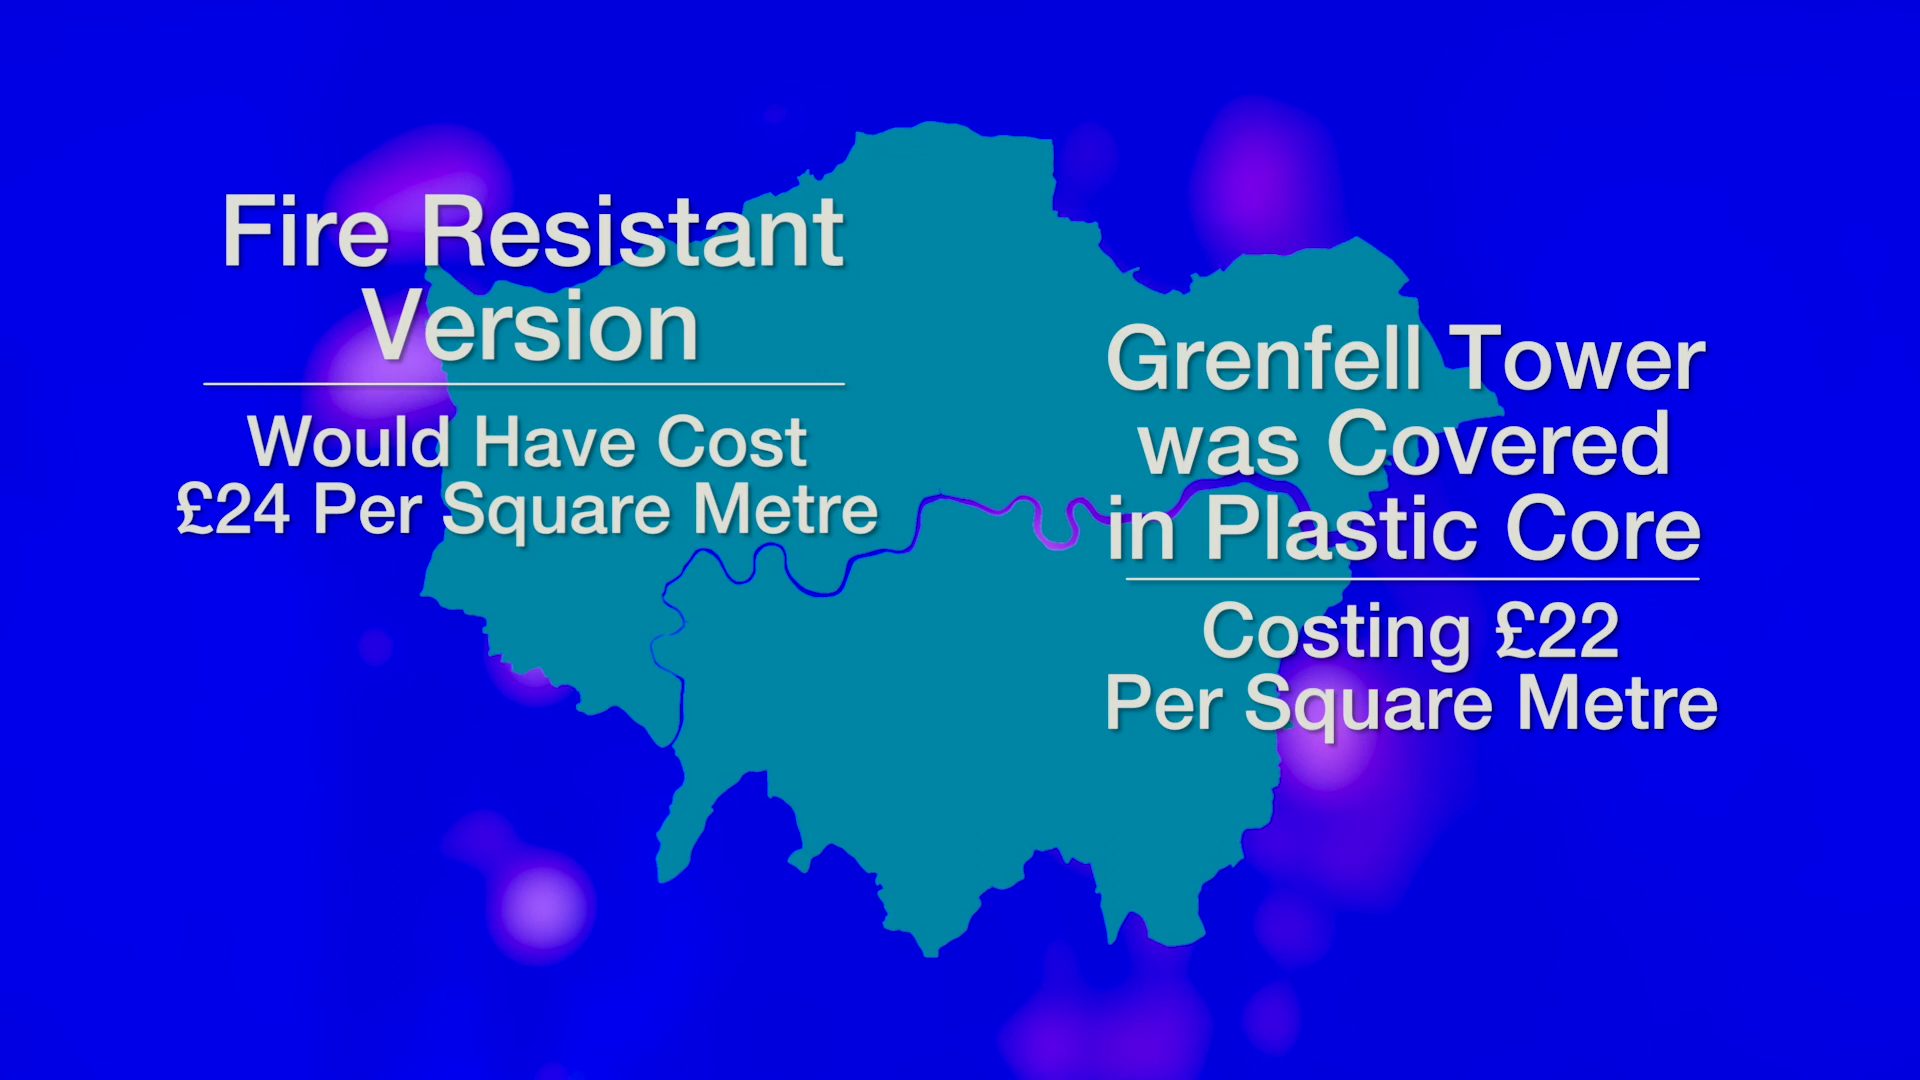 Fire Resistant
Version
Would Have Cost
£24 Per Square Metre
Grenfell Tower
was Covered
in Plastic Core
Costing £22
Per Square Metre